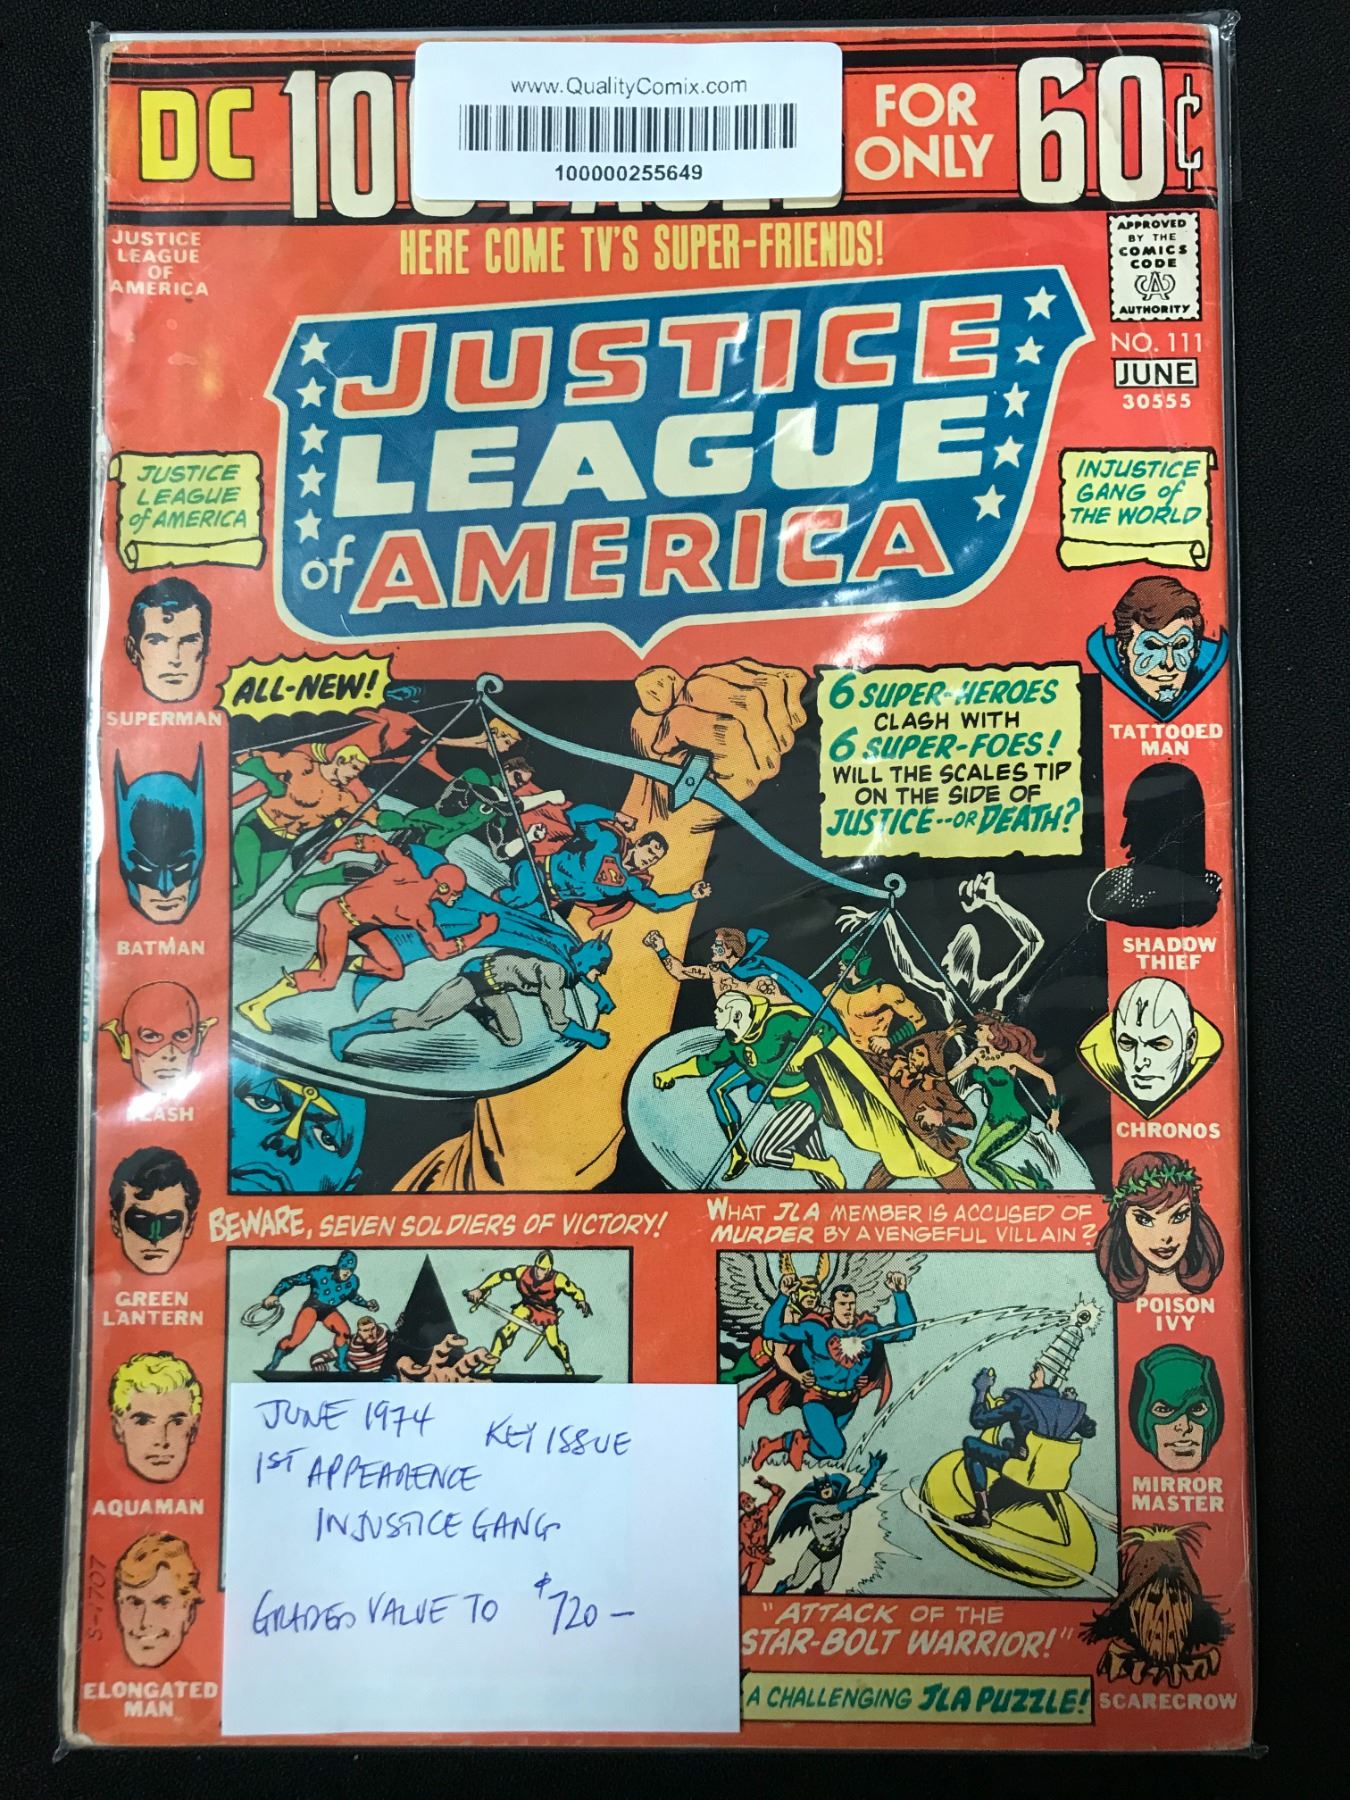 www.QualityComix.com
100000255649
DC 100 PAGES FOR ONLY 60¢
HERE COME TV'S SUPER-FRIENDS!
JUSTICE
LEAGUE
OF
AMERICA
APPROVED
BY THE
COMICS
CODE
CA
AUTHORITY
NO. 111
JUNE
30555
JUSTICE
LEAGUE
of AMERICA
JUSTICE
LEAGUE
of AMERICA
INJUSTICE
GANG of
THE WORLD
SUPERMAN
BATMAN
FLASH
GREEN
LANTERN
AQUAMAN
ELONGATED
MAN
S-1707
ALL-NEW!
6 SUPER-HEROES
CLASH WITH
6 SUPER-FOES!
WILL THE SCALES TIP
ON THE SIDE OF
JUSTICE--OR DEATH?
TATTOOED
MAN
SHADOW
THIEF
CHRONOS
POISON
IVY
MIRROR
MASTER
SCARECROW
BEWARE, SEVEN SOLDIERS OF VICTORY!
WHAT JLA MEMBER IS ACCUSED OF
MURDER BY A VENGEFUL VILLAIN?
"ATTACK OF THE
STAR-BOLT WARRIOR!"
A CHALLENGING JLA PUZZLE!
JUNE 1974 KEY ISSUE
1ST APPEARENCE
INJUSTICE GANG
GRADED VALUE TO $720-